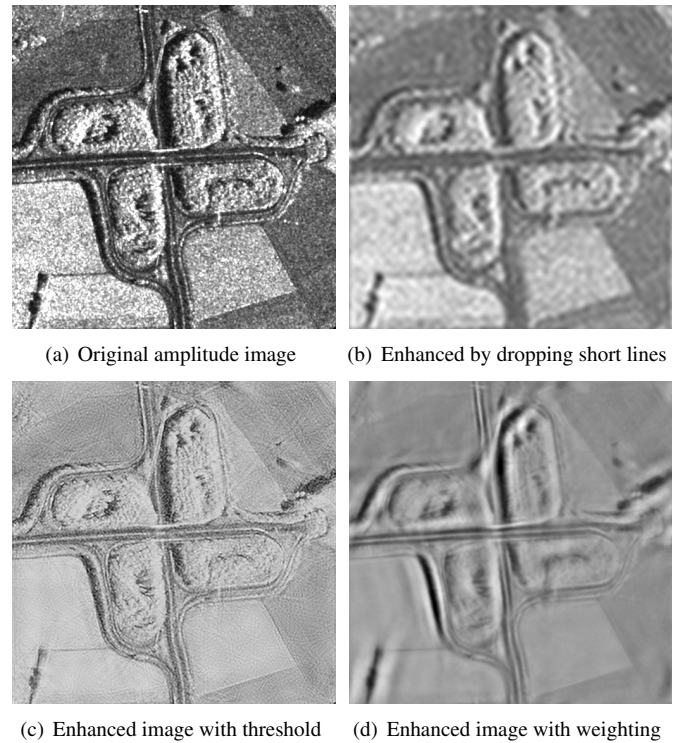 (a) Original amplitude image
(b) Enhanced by dropping short lines
(c) Enhanced image with threshold
(d) Enhanced image with weighting